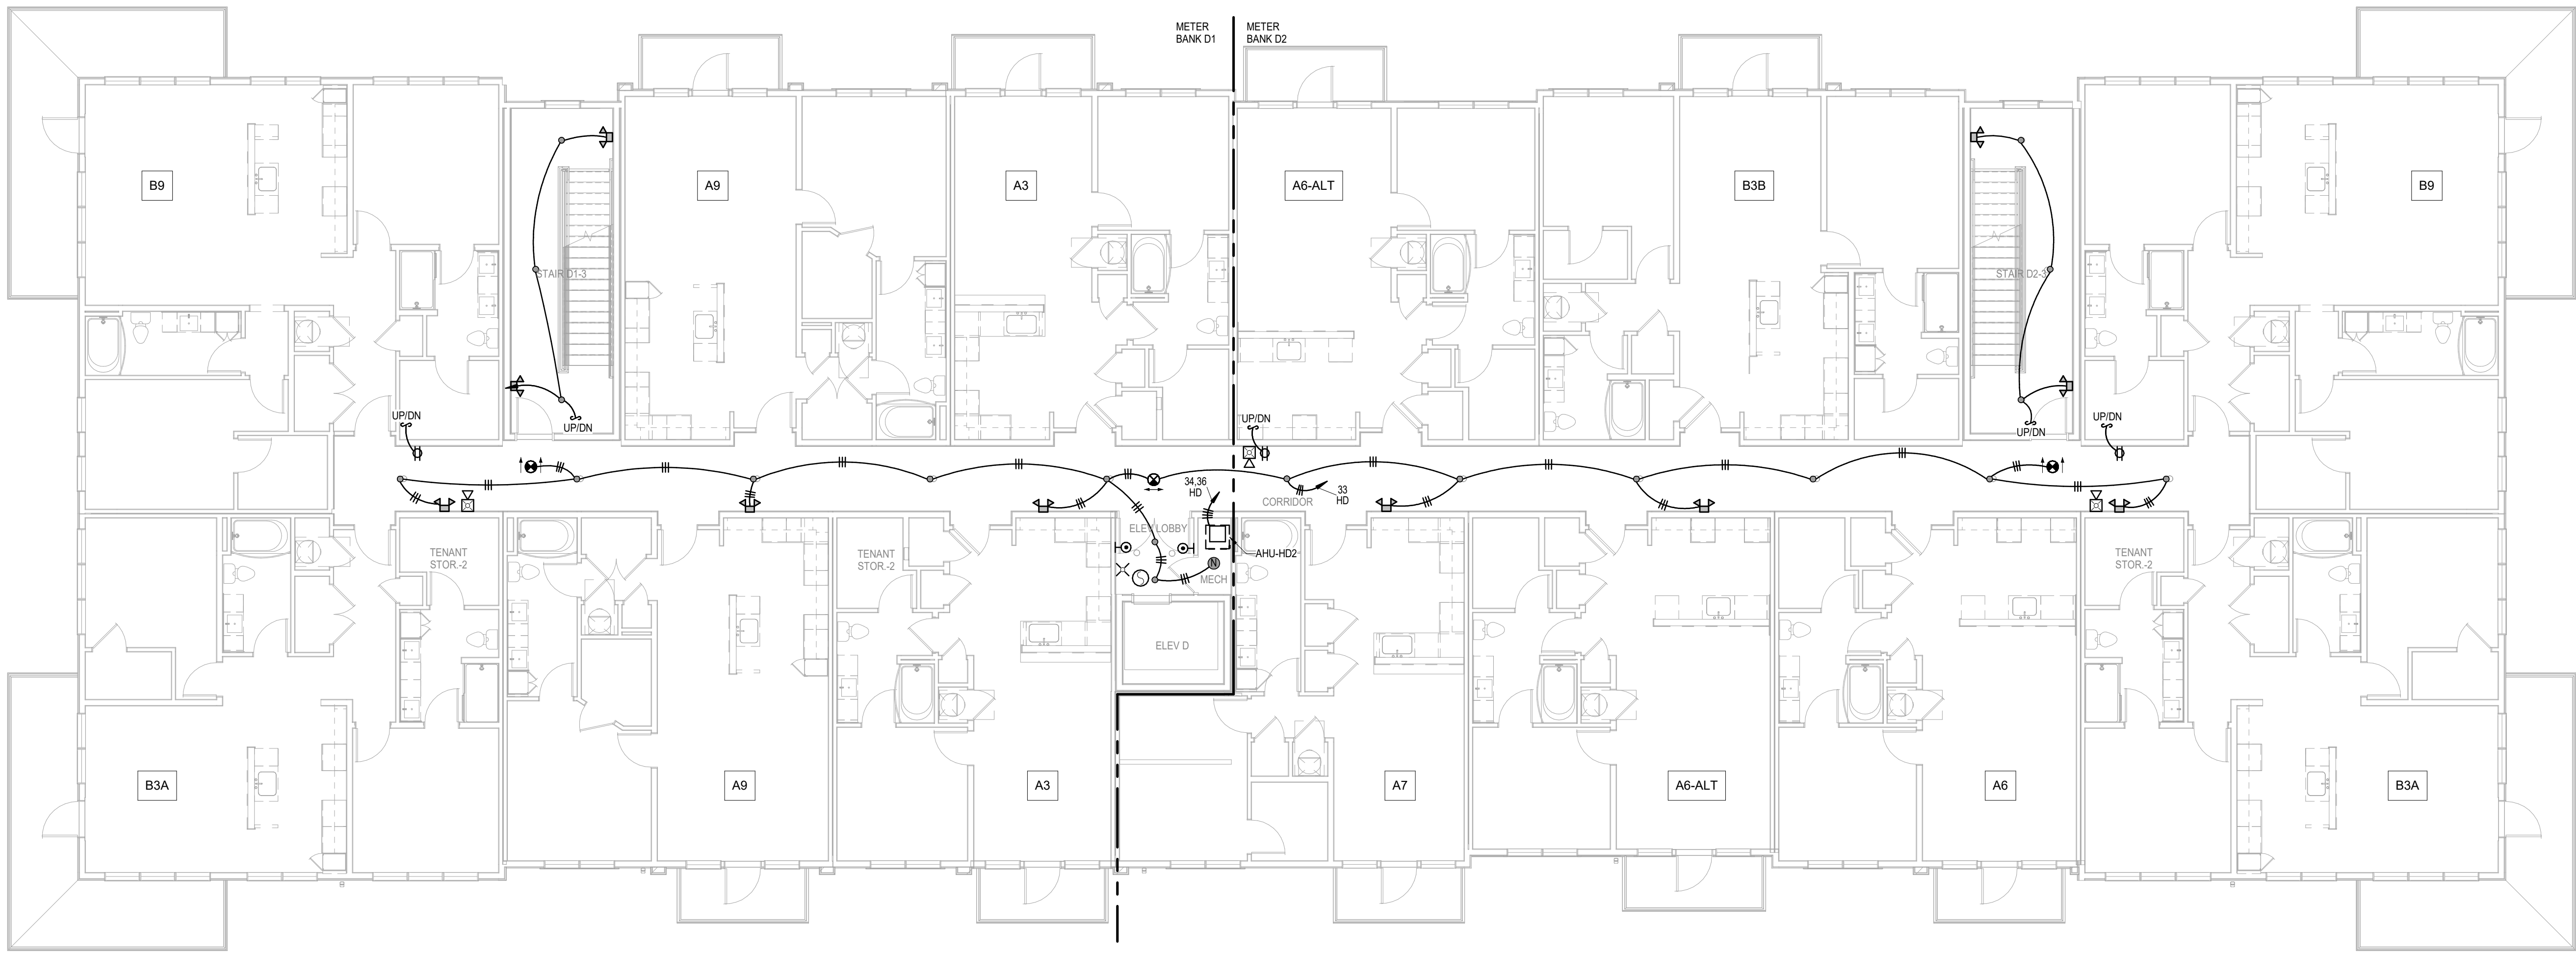 METER
BANK D1
METER
BANK D2
B9
A9
A3
A6-ALT
B3B
B9
STAIR D1-3
STAIR D2-3
UP/DN
UP/DN
UP/DN
UP/DN
UP/DN
34,36
HD
33
HD
CORRIDOR
ELEV LOBBY
AHU-HD2
N
MECH
TENANT
STOR.-2
TENANT
STOR.-2
TENANT
STOR.-2
ELEV D
B3A
A9
A3
A7
A6-ALT
A6
B3A